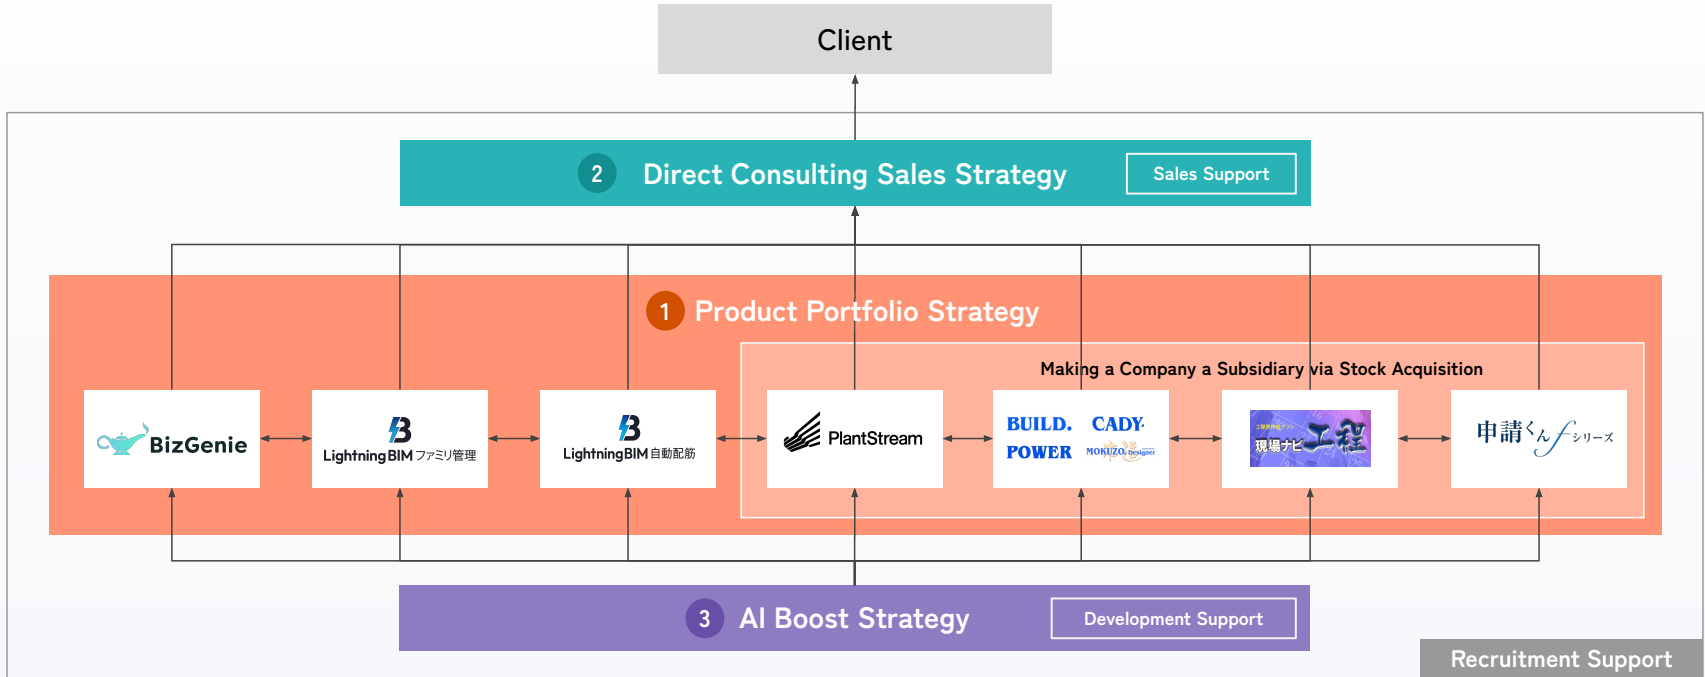 Client
2 Direct Consulting Sales Strategy
Sales Support
1 Product Portfolio Strategy
Making a Company a Subsidiary via Stock Acquisition
BizGenie
LightningBIM ファミリ管理
LightningBIM 自動配筋
PlantStream
BUILD.
CADY
POWER
MOKUZO. Designer
現場ナビ 工程
申請くんfシリーズ
3 AI Boost Strategy
Development Support
Recruitment Support